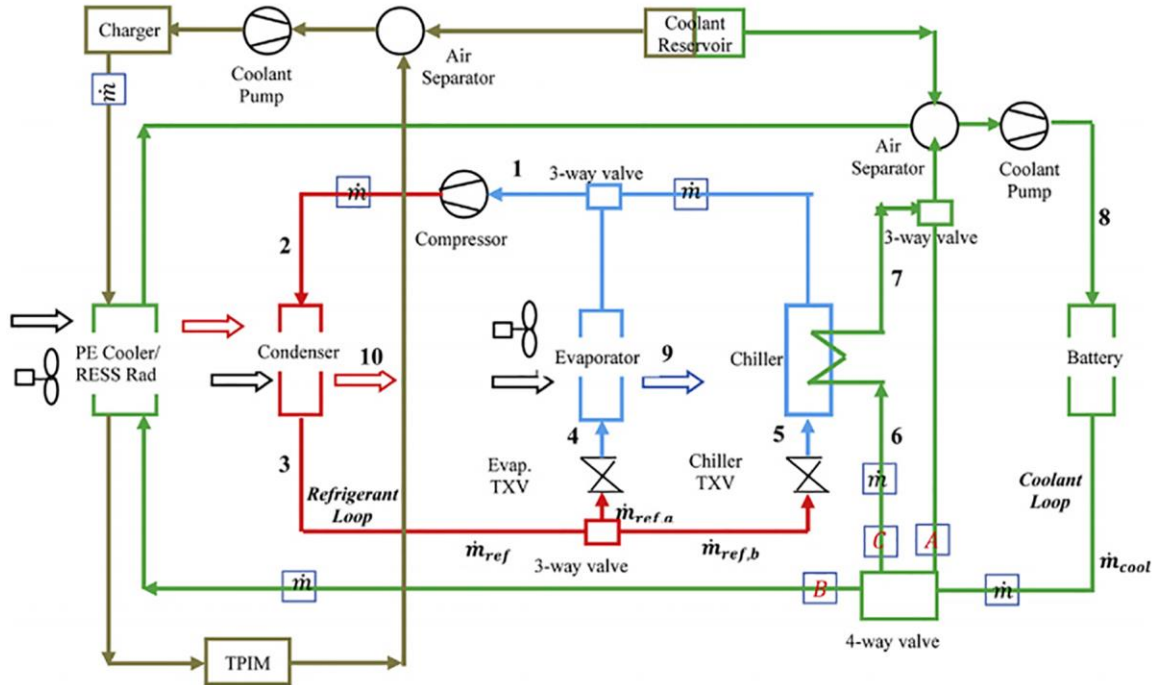 Charger
Coolant
Pump
Air
Separator
Coolant
Reservoir
ṁ
Air
Separator
Coolant
Pump
1
3-way valve
ṁ
ṁ
Compressor
3-way valve
8
2
7
PE Cooler/
RESS Rad
Condenser
10
Evaporator
9
Chiller
Battery
3
4
5
6
Evap.
TXV
Chiller
TXV
Refrigerant
Loop
Coolant
Loop
ṁ
ṁref,a
ṁref
ṁref,b
3-way valve
C
A
ṁcool
ṁ
B
ṁ
4-way valve
TPIM